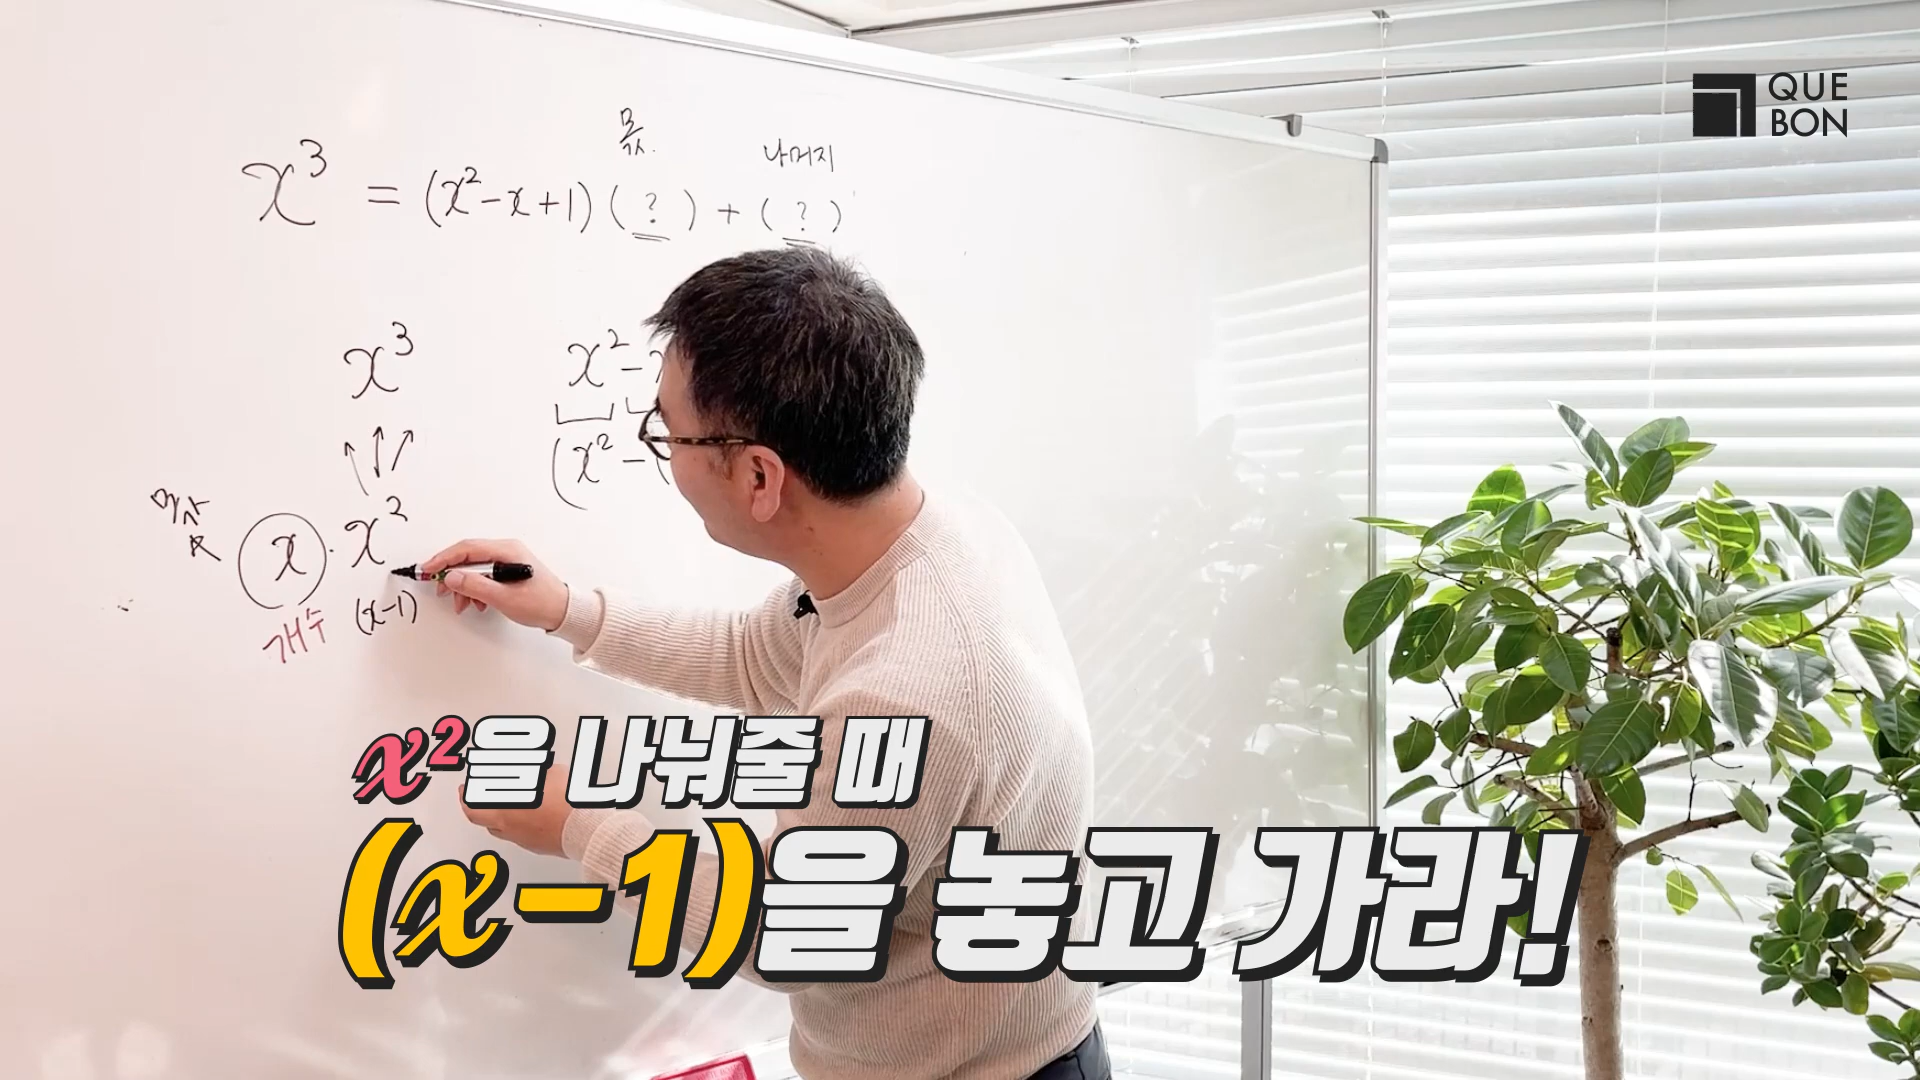 QUE
BON
몫.
나머지
x³ = (x²-x+1)(?) + (?)
x³
x²-
(x²-(
x·x²
개수
(x-1)
x²을 나눠줄 때
(x-1)을 놓고 가라!